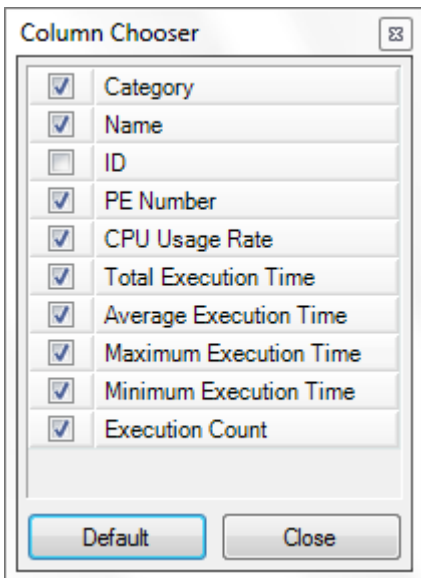 Column Chooser
Category
Name
ID
PE Number
CPU Usage Rate
Total Execution Time
Average Execution Time
Maximum Execution Time
Minimum Execution Time
Execution Count
Default Close